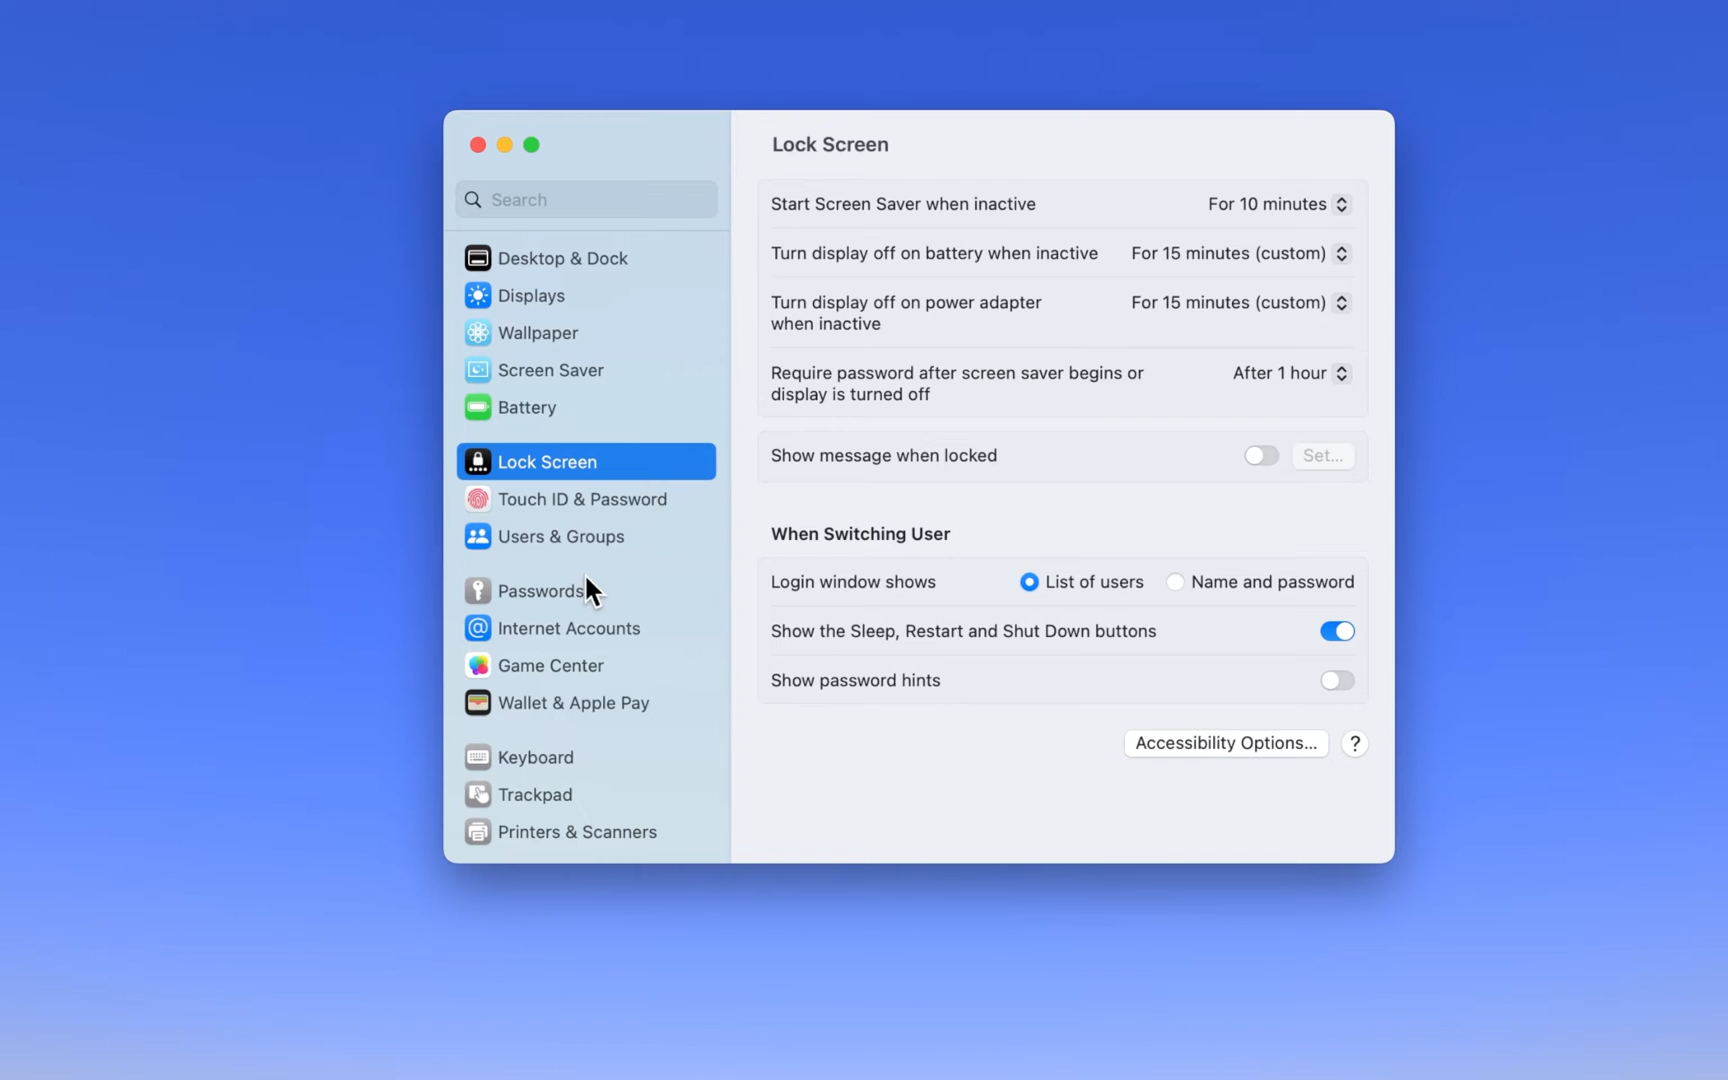 Lock Screen
Search
Desktop & Dock
Displays
Wallpaper
Screen Saver
Battery
Lock Screen
Touch ID & Password
Users & Groups
Passwords
Internet Accounts
Game Center
Wallet & Apple Pay
Keyboard
Trackpad
Printers & Scanners
Start Screen Saver when inactive For 10 minutes
Turn display off on battery when inactive For 15 minutes (custom)
Turn display off on power adapter For 15 minutes (custom)
when inactive
Require password after screen saver begins or After 1 hour
display is turned off
Show message when locked Set...
When Switching User
Login window shows List of users Name and password
Show the Sleep, Restart and Shut Down buttons
Show password hints
Accessibility Options... ?